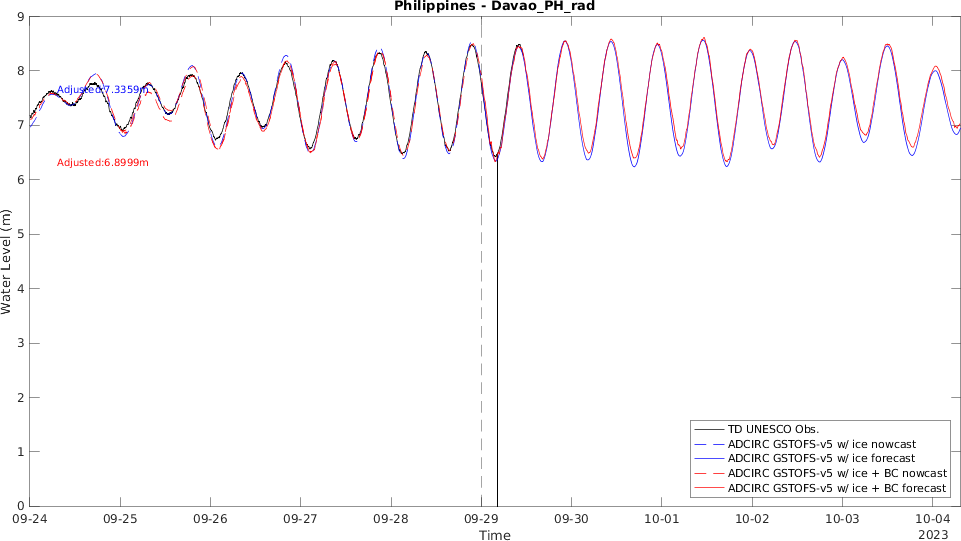 Philippines - Davao_PH_rad
9
8
7
6
5
4
3
2
1
0
Water Level (m)
Adjusted:7.3359m
Adjusted:6.8999m
TD UNESCO Obs.
ADCIRC GSTOFS-v5 w/ ice nowcast
ADCIRC GSTOFS-v5 w/ ice forecast
ADCIRC GSTOFS-v5 w/ ice + BC nowcast
ADCIRC GSTOFS-v5 w/ ice + BC forecast
09-24 09-25 09-26 09-27 09-28 09-29 09-30 10-01 10-02 10-03 10-04
Time
2023